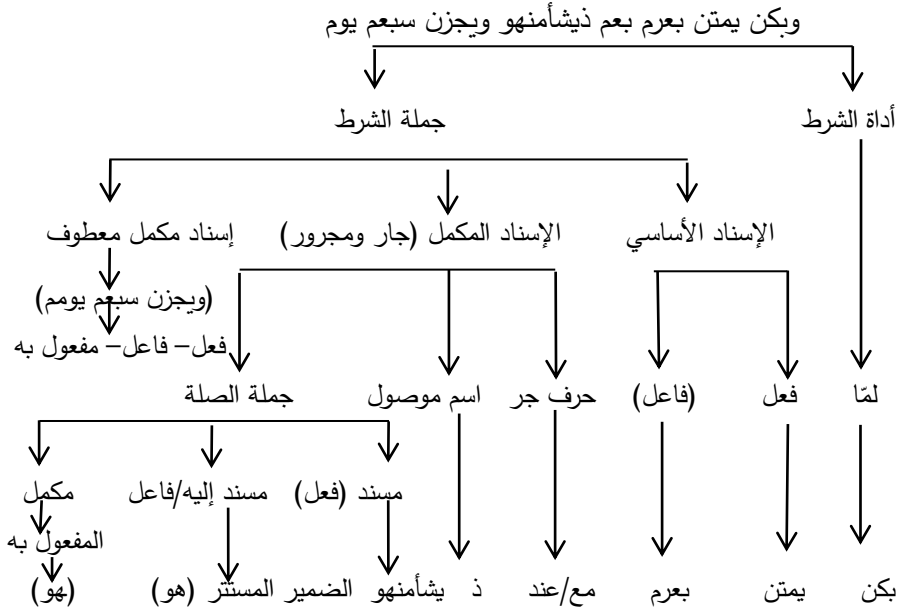 وبكن يمتن بعرم بعم ذيشأمنهو ويجزن سبعم يوم
أداة الشرط جملة الشرط
الإسناد الأساسي الإسناد المكمل (جار ومجرور) إسناد مكمل معطوف
(ويجزن سبعم يومم)
فعل– فاعل– مفعول به
لمّا فعل (فاعل) حرف جر اسم موصول جملة الصلة
مسند (فعل) مسند إليه/فاعل مكمل
المفعول به
بكن يمتن بعرم مع/عند ذ يشأمنهو الضمير المستتر (هو) (هو)